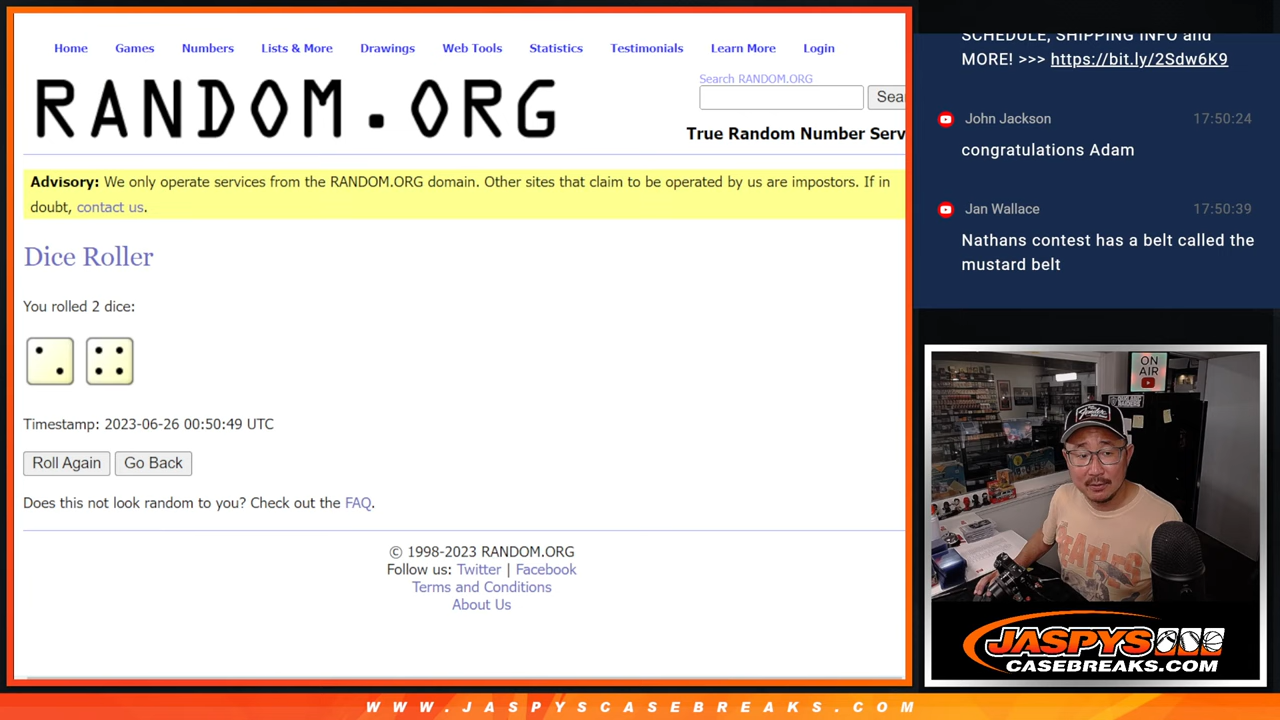 Home Games Numbers Lists & More Drawings Web Tools Statistics Testimonials Learn More Login
RANDOM.ORG
Search RANDOM.ORG
True Random Number Serv
Advisory: We only operate services from the RANDOM.ORG domain. Other sites that claim to be operated by us are impostors. If in
doubt, contact us.
Dice Roller
You rolled 2 dice:
Timestamp: 2023-06-26 00:50:49 UTC
Roll Again Go Back
Does this not look random to you? Check out the FAQ.
© 1998-2023 RANDOM.ORG
Follow us: Twitter | Facebook
Terms and Conditions
About Us
SCHEDULE, SHIPPING INFO and
MORE! >>> https://bit.ly/2Sdw6K9
John Jackson 17:50:24
congratulations Adam
Jan Wallace 17:50:39
Nathans contest has a belt called the
mustard belt
ON
AIR
BEATLES
JASPYS
CASEBREAKS.COM
WWW.JASPYSCASEBREAKS.COM